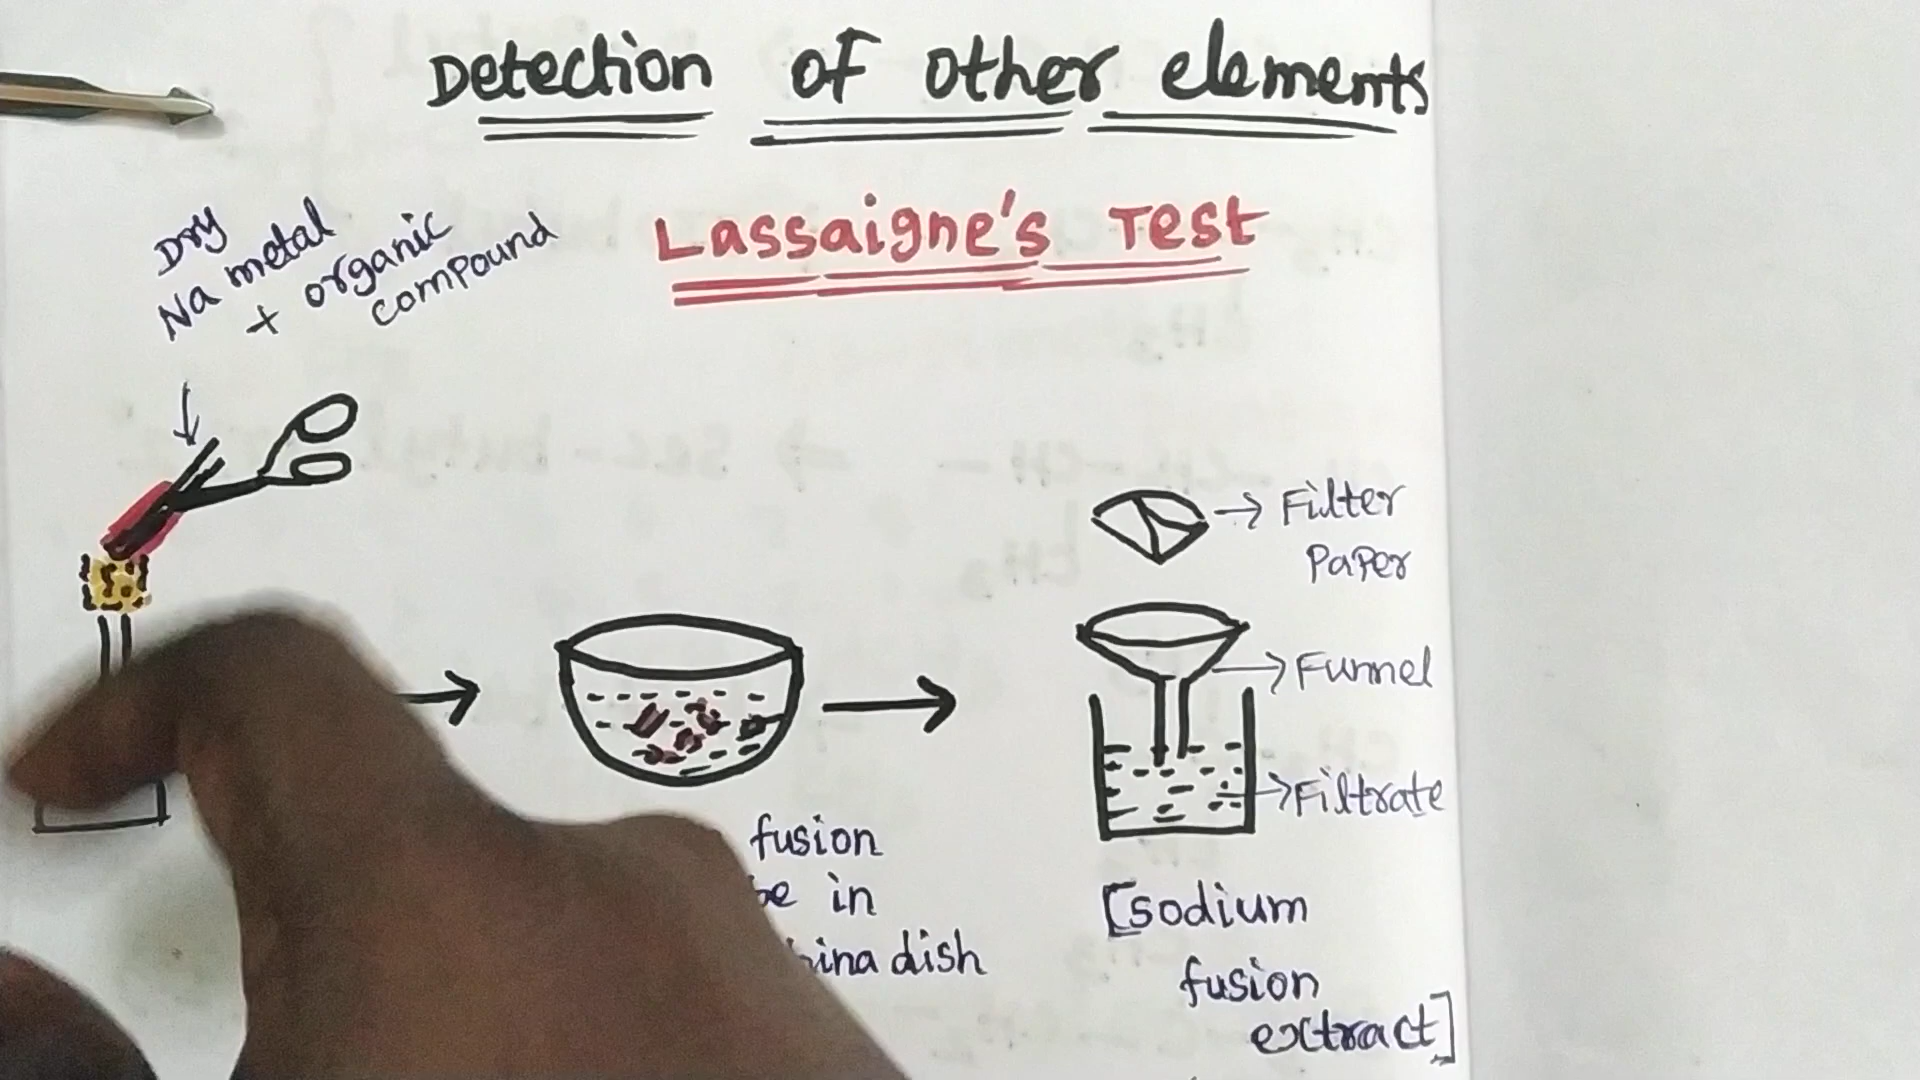 Detection of other elements
Lassaigne's Test
Dry
Na metal
+ organic
compound
Filter
Paper
Funnel
Filtrate
fusion
in
dish
[sodium
fusion
extract]